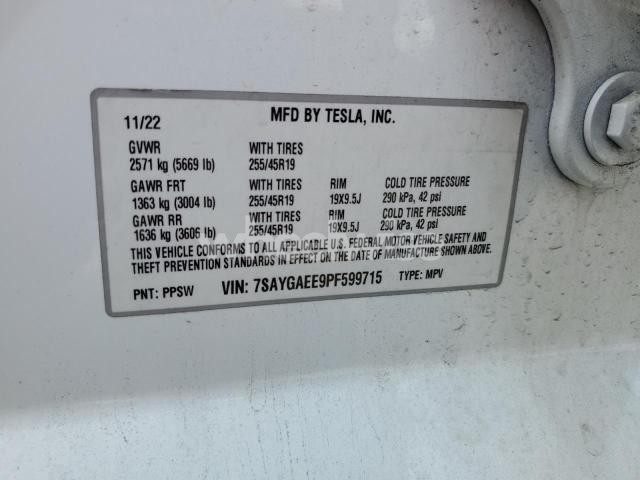 11/22 MFD BY TESLA, INC.
GVWR WITH TIRES
2571 kg (5669 lb) 255/45R19
GAWR FRT WITH TIRES RIM COLD TIRE PRESSURE
1363 kg (3004 lb) 255/45R19 19X9.5J 290 kPa, 42 psi
GAWR RR WITH TIRES RIM COLD TIRE PRESSURE
1636 kg (3606 lb) 255/45R19 19X9.5J 290 kPa, 42 psi
THIS VEHICLE CONFORMS TO ALL APPLICABLE U.S. FEDERAL MOTOR VEHICLE SAFETY AND
THEFT PREVENTION STANDARDS IN EFFECT ON THE DATE OF MANUFACTURE SHOWN ABOVE.
PNT: PPSW VIN: 7SAYGAEE9PF599715 TYPE: MPV